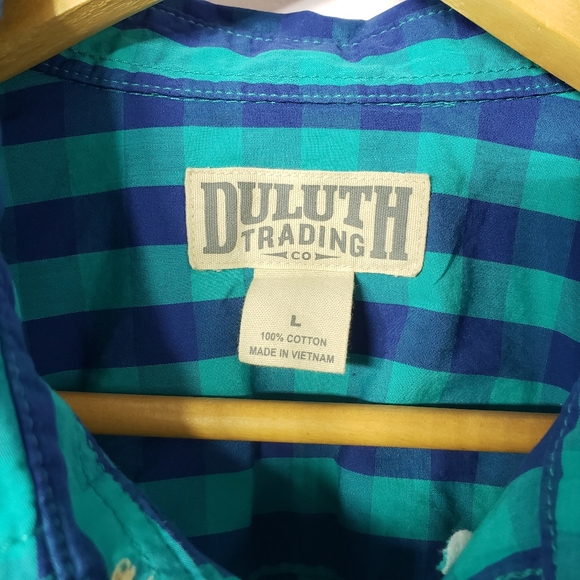 DULUTH
TRADING
CO
L
100% COTTON
MADE IN VIETNAM